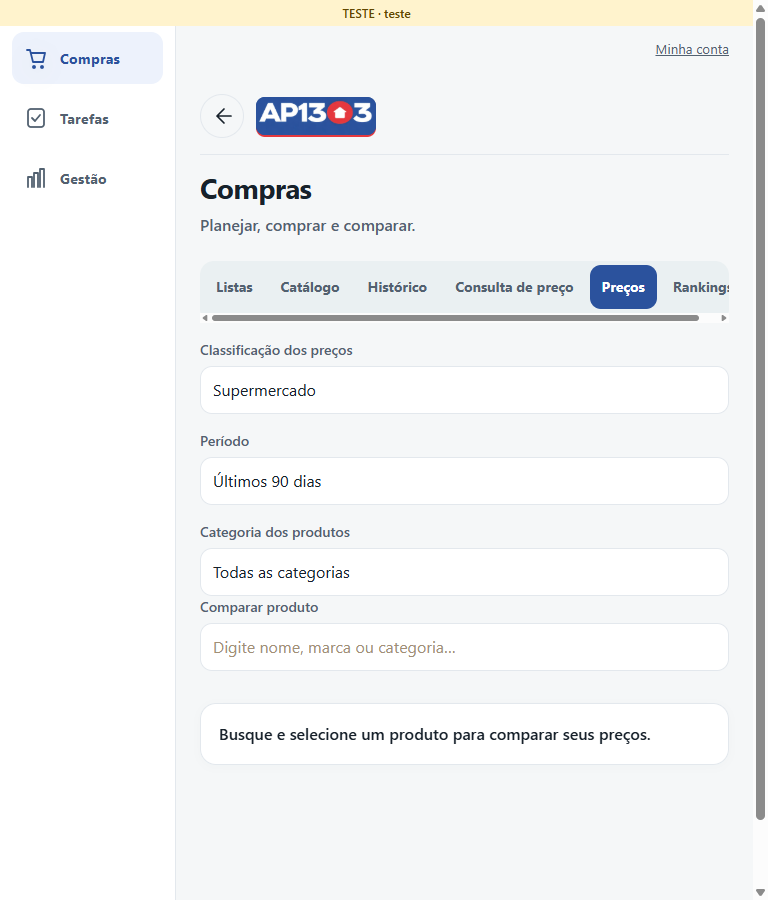 TESTE · teste
Compras
Tarefas
Gestão
Minha conta
AP1303
Compras
Planejar, comprar e comparar.
Listas Catálogo Histórico Consulta de preço Preços Rankings
Classificação dos preços
Supermercado
Período
Últimos 90 dias
Categoria dos produtos
Todas as categorias
Comparar produto
Digite nome, marca ou categoria...
Busque e selecione um produto para comparar seus preços.